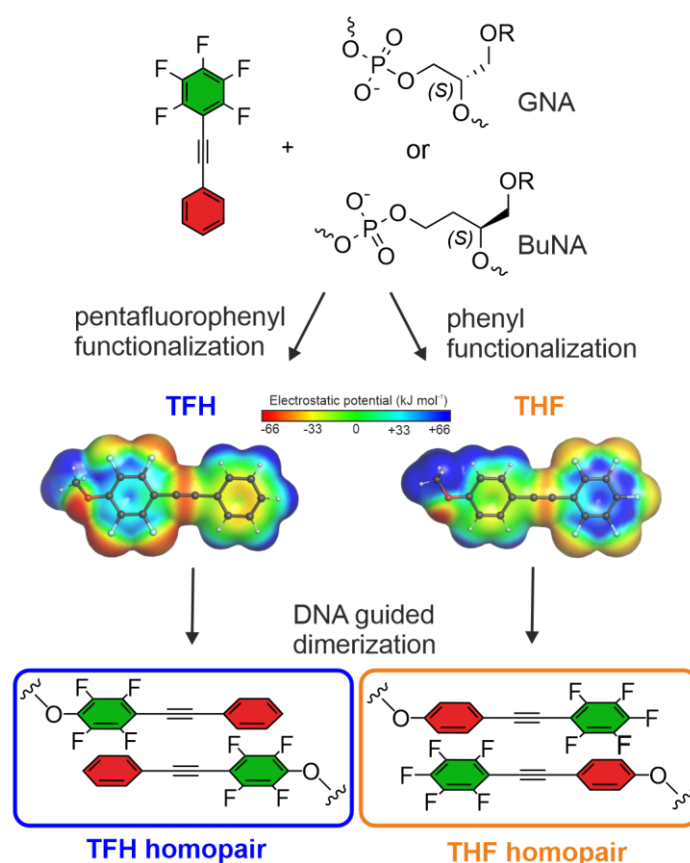 F
F
F
F
F
+
O
P
O
O
O⁻
(S)
OR
O
GNA
or
O⁻
P
O
O
O
(S)
OR
O
BuNA
pentafluorophenyl
functionalization
phenyl
functionalization
TFH
Electrostatic potential (kJ mol⁻¹)
-66 -33 0 +33 +66
THF
DNA guided
dimerization
O
F
F
F
F
F
F
F
F
O
TFH homopair
O
F
F
F
F
F
F
F
F
F
F
O
THF homopair